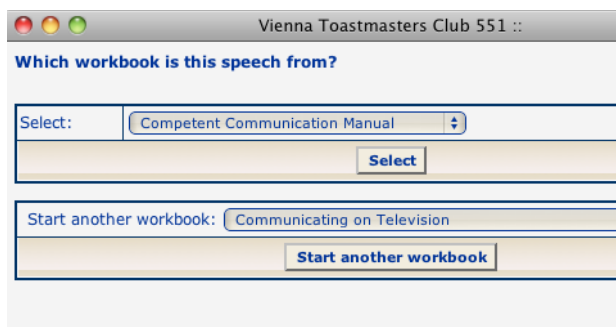 Vienna Toastmasters Club 551 ::
Which workbook is this speech from?
Select: Competent Communication Manual
Select
Start another workbook: Communicating on Television
Start another workbook